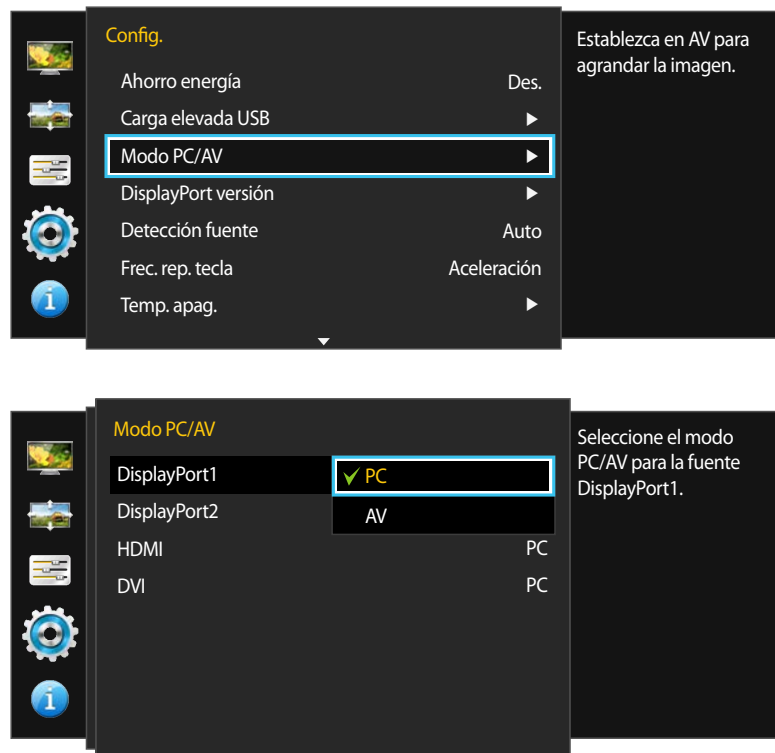 Config.
Ahorro energía Des.
Carga elevada USB
Modo PC/AV
DisplayPort versión
Detección fuente Auto
Frec. rep. tecla Aceleración
Temp. apag.
Establezca en AV para
agrandar la imagen.
Modo PC/AV
DisplayPort1 PC
DisplayPort2 AV
HDMI PC
DVI PC
Seleccione el modo
PC/AV para la fuente
DisplayPort1.